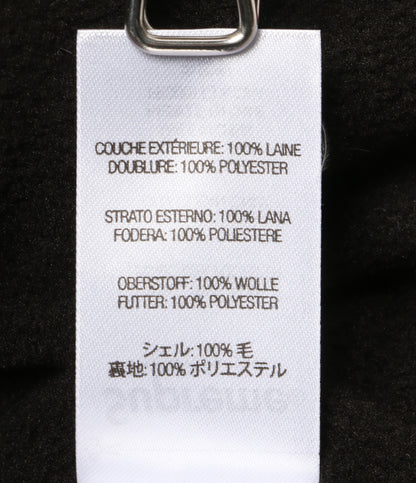 COUCHE EXTÉRIEURE: 100% LAINE
DOUBLURE: 100% POLYESTER
STRATO ESTERNO: 100% LANA
FODERA: 100% POLIESTERE
OBERSTOFF: 100% WOLLE
FUTTER: 100% POLYESTER
シェル: 100% 毛
裏地: 100% ポリエステル